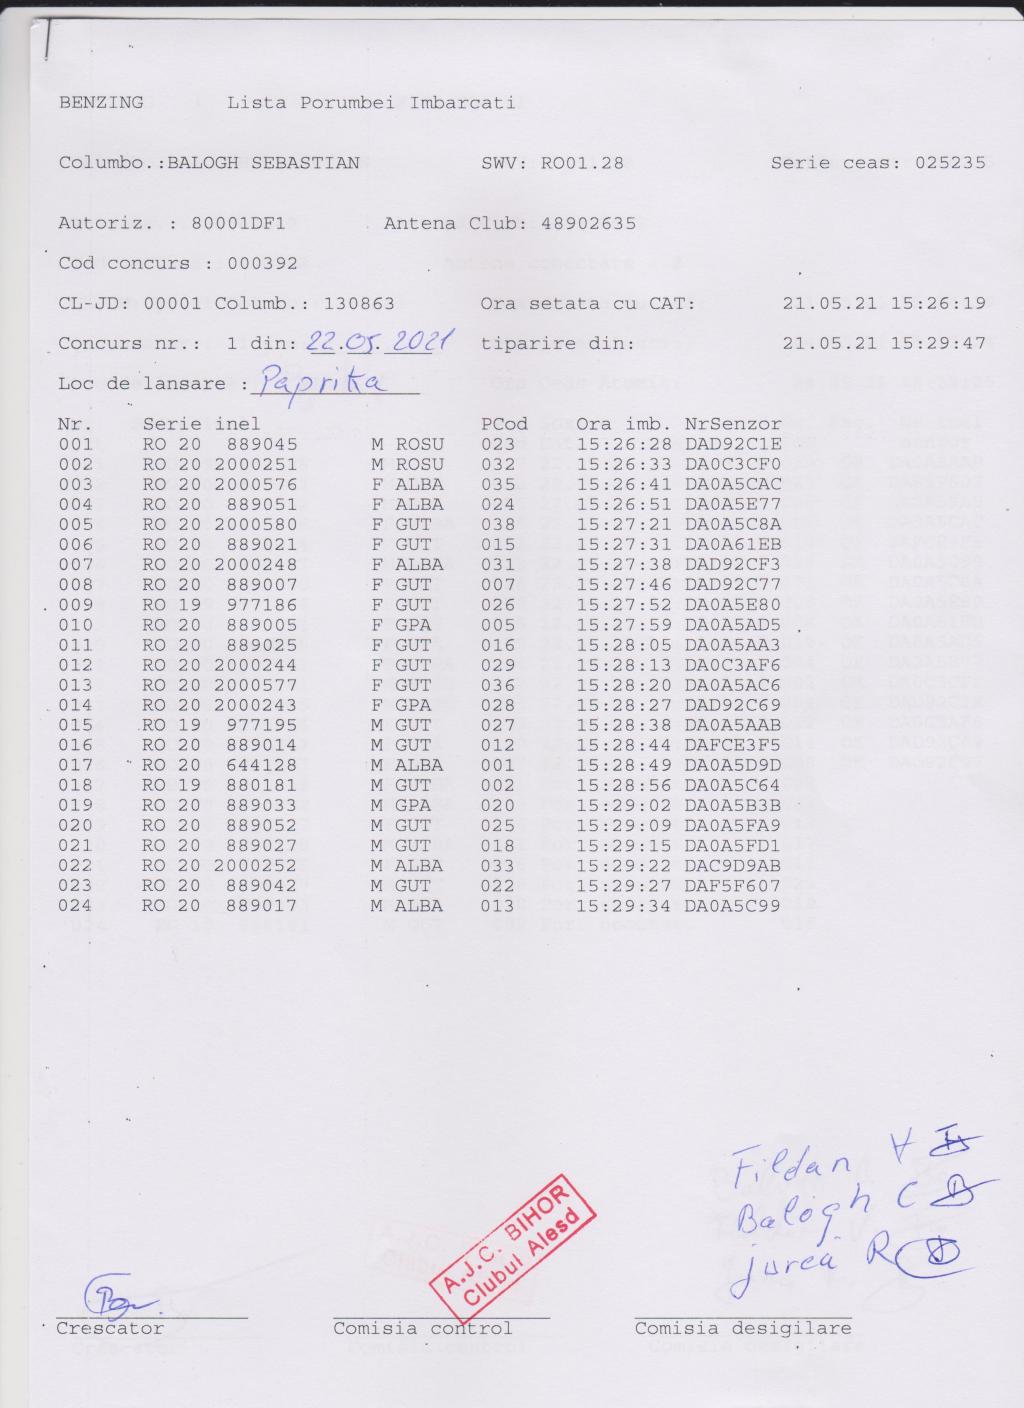 BENZING Lista Porumbei Imbarcati
Columbo.:BALOGH SEBASTIAN SWV: RO01.28 Serie ceas: 025235
Autoriz. : 80001DF1 Antena Club: 48902635
Cod concurs : 000392
CL-JD: 00001 Columb.: 130863 Ora setata cu CAT: 21.05.21 15:26:19
Concurs nr.: 1 din: 22.05.2021 tiparire din: 21.05.21 15:29:47
Loc de lansare : Paprika
Nr. Serie inel PCod Ora imb. NrSenzor
001 RO 20 889045 M ROSU 023 15:26:28 DAD92C1E
002 RO 20 2000251 M ROSU 032 15:26:33 DA0C3CF0
003 RO 20 2000576 F ALBA 035 15:26:41 DA0A5CAC
004 RO 20 889051 F ALBA 024 15:26:51 DA0A5E77
005 RO 20 2000580 F GUT 038 15:27:21 DA0A5C8A
006 RO 20 889021 F GUT 015 15:27:31 DA0A61EB
007 RO 20 2000248 F ALBA 031 15:27:38 DAD92CF3
008 RO 20 889007 F GUT 007 15:27:46 DAD92C77
009 RO 19 977186 F GUT 026 15:27:52 DA0A5E80
010 RO 20 889005 F GPA 005 15:27:59 DA0A5AD5
011 RO 20 889025 F GUT 016 15:28:05 DA0A5AA3
012 RO 20 2000244 F GUT 029 15:28:13 DA0C3AF6
013 RO 20 2000577 F GUT 036 15:28:20 DA0A5AC6
014 RO 20 2000243 F GPA 028 15:28:27 DAD92C69
015 RO 19 977195 M GUT 027 15:28:38 DA0A5AAB
016 RO 20 889014 M GUT 012 15:28:44 DAFCE3F5
017 RO 20 644128 M ALBA 001 15:28:49 DA0A5D9D
018 RO 19 880181 M GUT 002 15:28:56 DA0A5C64
019 RO 20 889033 M GPA 020 15:29:02 DA0A5B3B
020 RO 20 889052 M GUT 025 15:29:09 DA0A5FA9
021 RO 20 889027 M GUT 018 15:29:15 DA0A5FD1
022 RO 20 2000252 M ALBA 033 15:29:22 DAC9D9AB
023 RO 20 889042 M GUT 022 15:29:27 DAF5F607
024 RO 20 889017 M ALBA 013 15:29:34 DA0A5C99
Fildan V
Balogh C
jurca R
A.J.C. BIHOR
Clubul Alesd
Crescator Comisia control Comisia desigilare